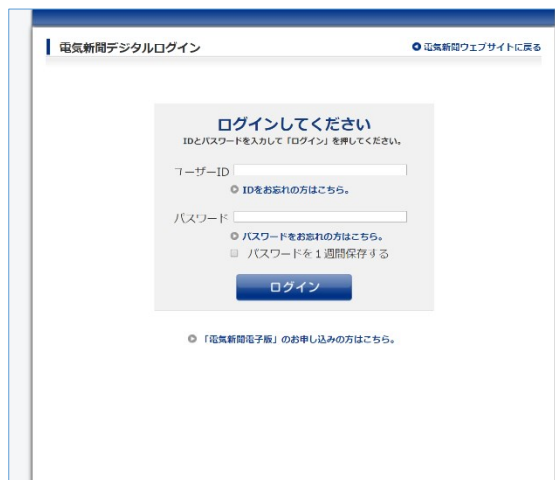 電気新聞デジタルログイン
電気新聞ウェブサイトに戻る
ログインしてください
IDとパスワードを入力して「ログイン」を押してください。
ユーザーID
IDをお忘れの方はこちら。
パスワード
パスワードをお忘れの方はこちら。
パスワードを１週間保存する
ログイン
「電気新聞電子版」のお申し込みの方はこちら。